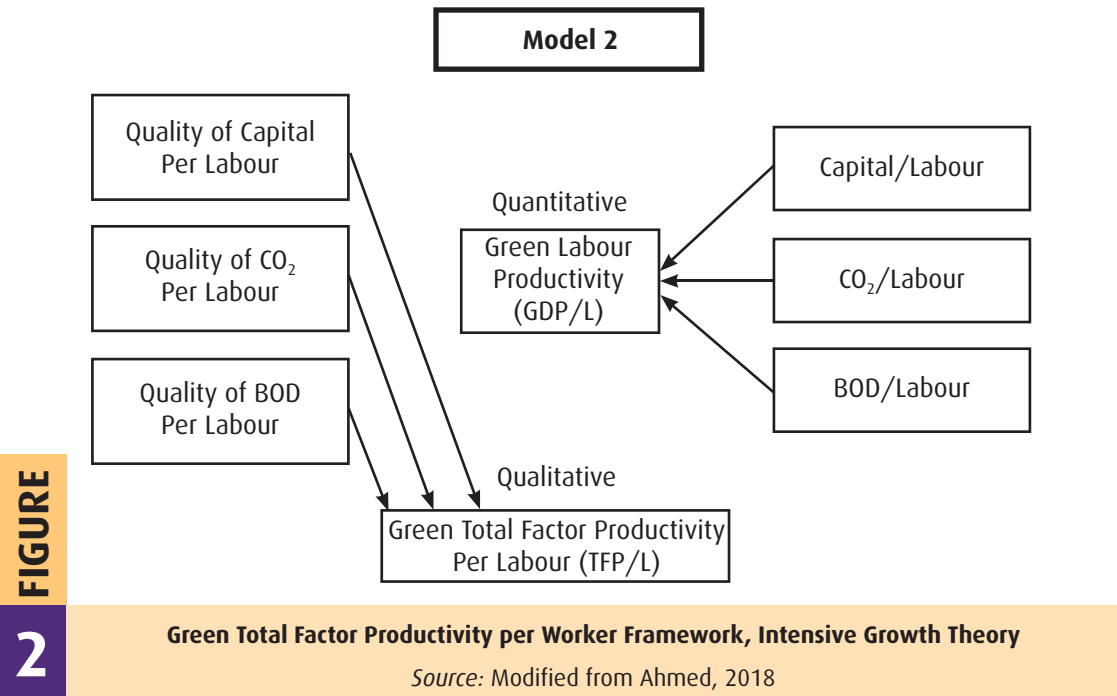 Model 2
Quality of Capital
Per Labour
Quality of CO₂
Per Labour
Quality of BOD
Per Labour
Quantitative
Green Labour
Productivity
(GDP/L)
Capital/Labour
CO₂/Labour
BOD/Labour
Qualitative
Green Total Factor Productivity
Per Labour (TFP/L)
FIGURE
2
Green Total Factor Productivity per Worker Framework, Intensive Growth Theory
Source: Modified from Ahmed, 2018